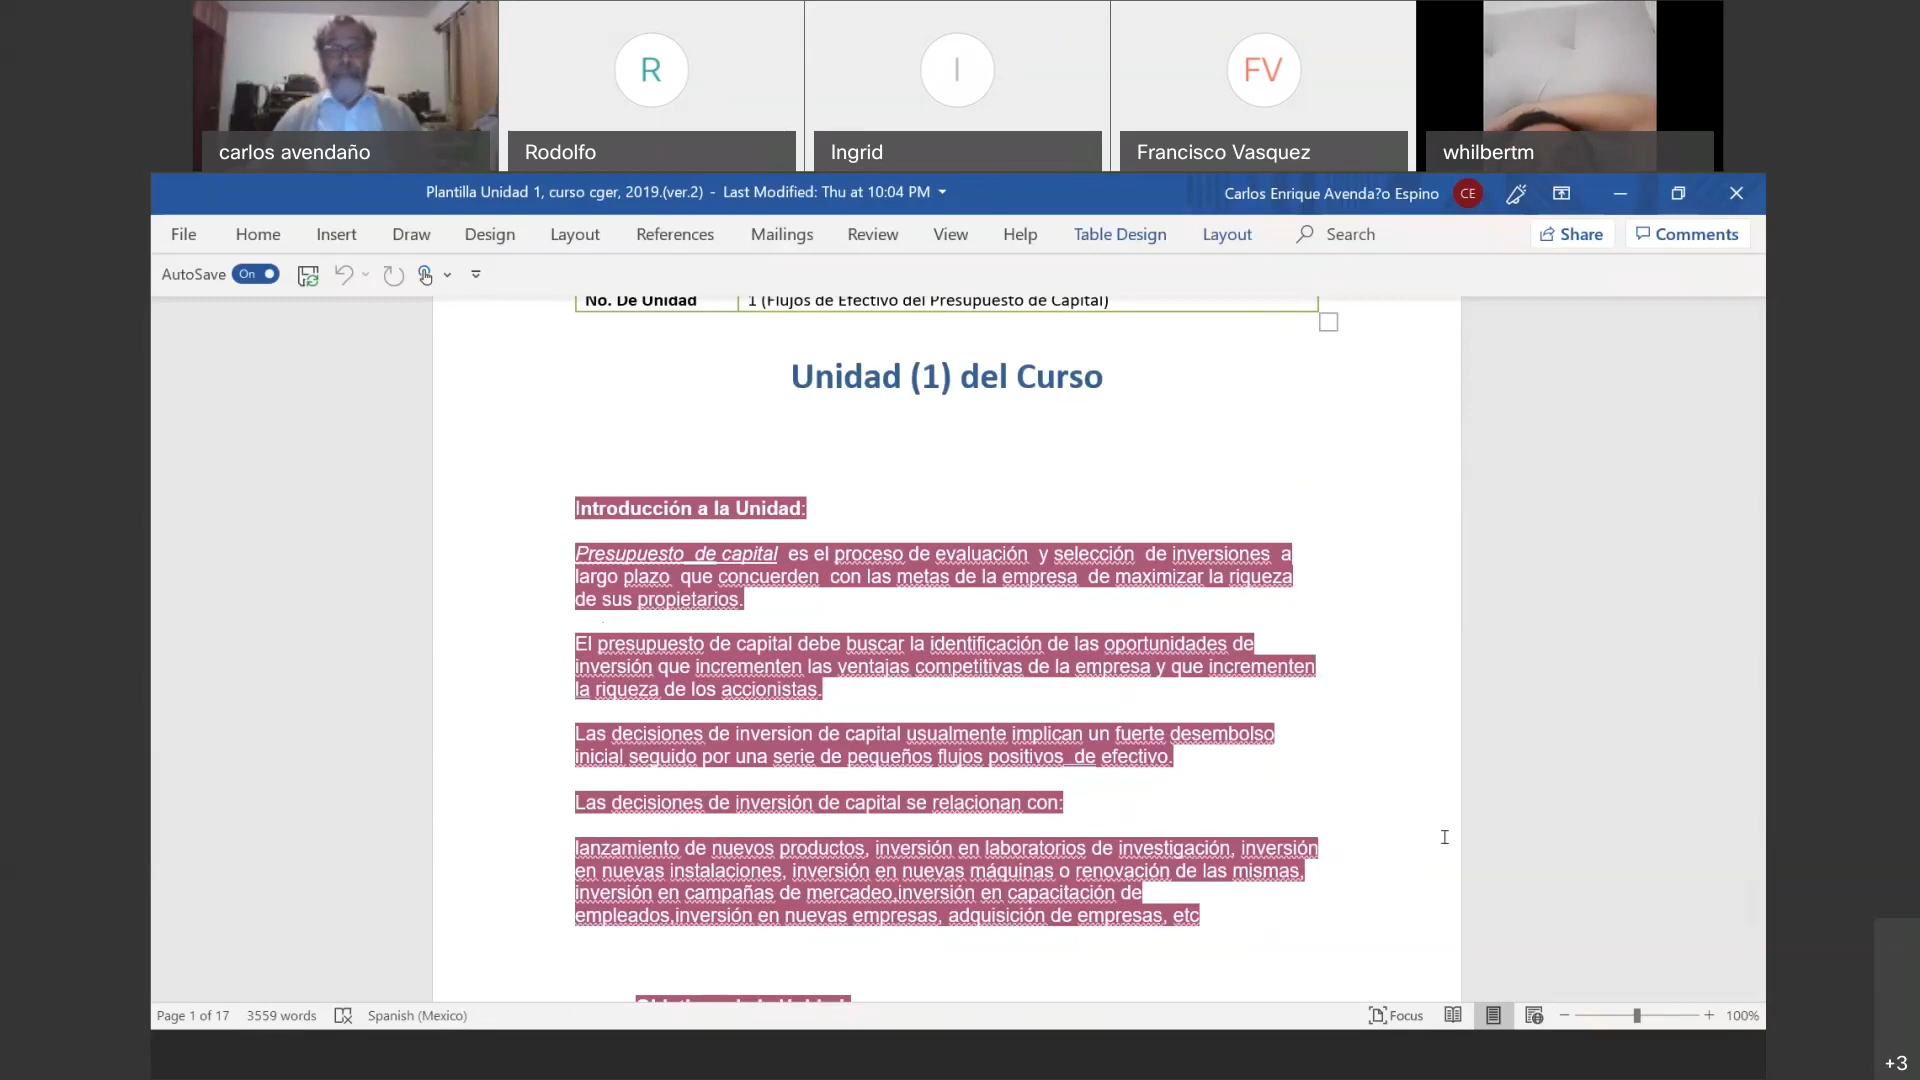 R
I
FV
carlos avendaño
Rodolfo
Ingrid
Francisco Vasquez
whilbertm
Plantilla Unidad 1, curso cger, 2019.(ver.2) - Last Modified: Thu at 10:04 PM
Carlos Enrique Avenda?o Espino
CE
File
Home
Insert
Draw
Design
Layout
References
Mailings
Review
View
Help
Table Design
Layout
Search
Share
Comments
AutoSave
On
No. De Unidad
1 (Flujos de Efectivo del Presupuesto de Capital)
Unidad (1) del Curso
Introducción a la Unidad:
Presupuesto de capital es el proceso de evaluación y selección de inversiones a
largo plazo que concuerden con las metas de la empresa de maximizar la riqueza
de sus propietarios.
El presupuesto de capital debe buscar la identificación de las oportunidades de
inversión que incrementen las ventajas competitivas de la empresa y que incrementen
la riqueza de los accionistas.
Las decisiones de inversion de capital usualmente implican un fuerte desembolso
inicial seguido por una serie de pequeños flujos positivos de efectivo.
Las decisiones de inversión de capital se relacionan con:
lanzamiento de nuevos productos, inversión en laboratorios de investigación, inversión
en nuevas instalaciones, inversión en nuevas máquinas o renovación de las mismas,
inversión en campañas de mercadeo,inversión en capacitación de
empleados,inversión en nuevas empresas, adquisición de empresas, etc
Page 1 of 17
3559 words
Spanish (Mexico)
Focus
100%
+3